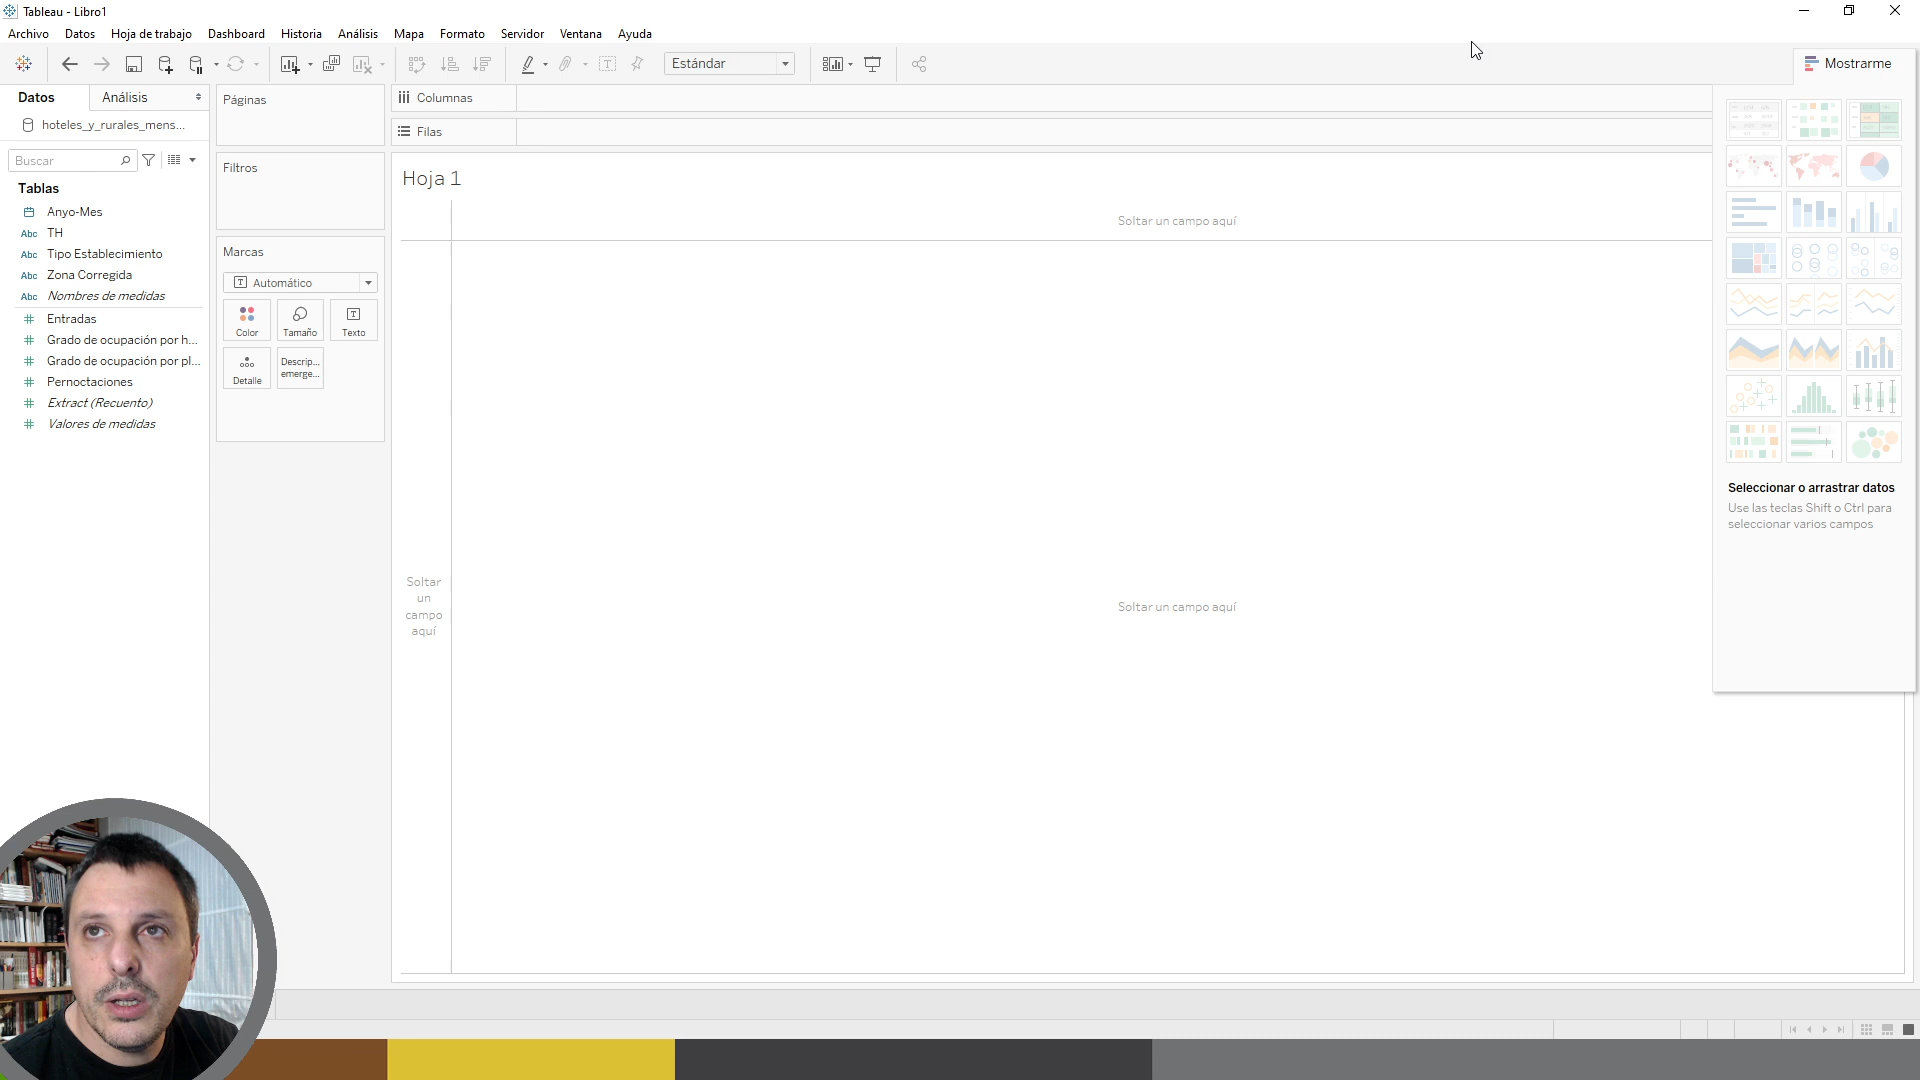 Tableau - Libro1
Archivo Datos Hoja de trabajo Dashboard Historia Análisis Mapa Formato Servidor Ventana Ayuda
Estándar
Mostrarme
Datos Análisis
hoteles_y_rurales_mens...
Buscar
Tablas
Anyo-Mes
Abc TH
Abc Tipo Establecimiento
Abc Zona Corregida
Abc Nombres de medidas
Entradas
Grado de ocupación por h...
Grado de ocupación por pl...
Pernoctaciones
Extract (Recuento)
Valores de medidas
Páginas
Filtros
Marcas
Automático
Color Tamaño Texto
Detalle Descrip... emerge...
Columnas
Filas
Hoja 1
Soltar un campo aquí
Soltar
un
campo
aquí
Soltar un campo aquí
Seleccionar o arrastrar datos
Use las teclas Shift o Ctrl para
seleccionar varios campos